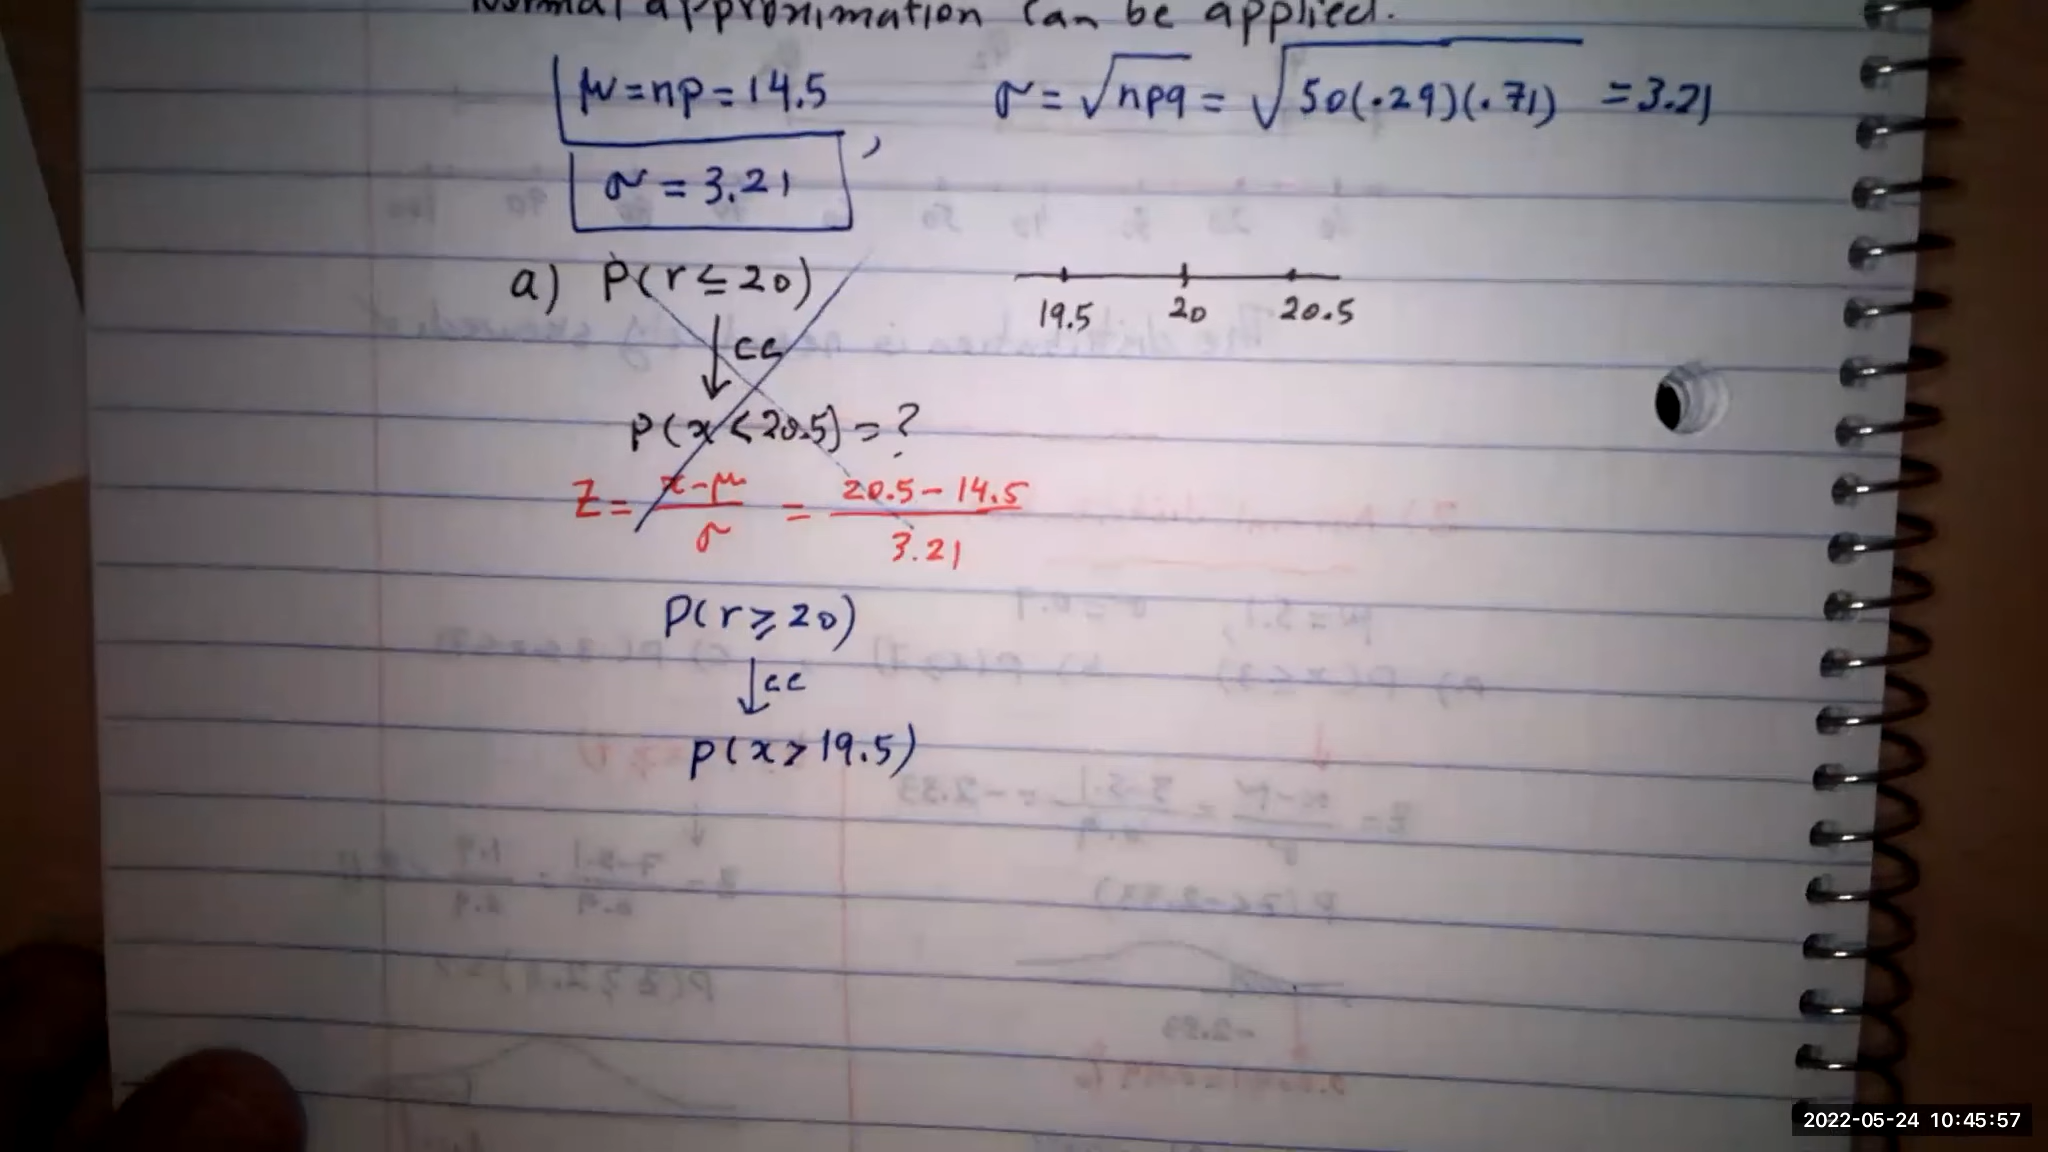 Normal approximation can be applied.
μ = np = 14.5 , σ = √npq = √50(.29)(.71) = 3.21
σ = 3.21
a) P(r ≤ 20)
19.5 20 20.5
↓ cc
P(x < 20.5) = ?
Z = x-μ/σ = 20.5 - 14.5/3.21
P(r ≥ 20)
↓ cc
P(x > 19.5)
2022-05-24 10:45:57